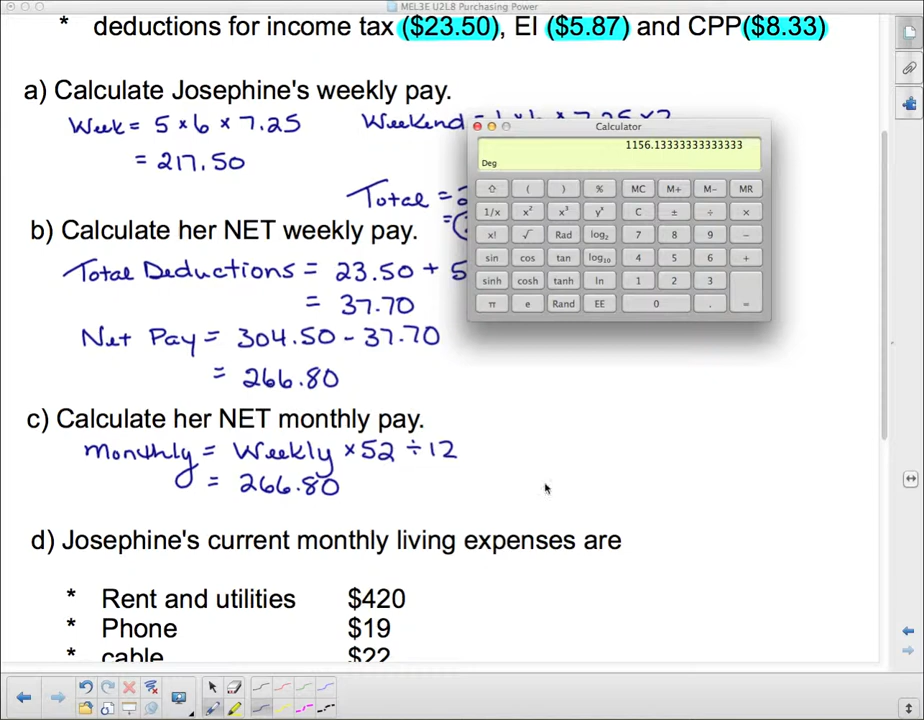 MEL3E U2L8 Purchasing Power
* deductions for income tax ($23.50), EI ($5.87) and CPP($8.33)
a) Calculate Josephine's weekly pay.
Week = 5 × 6 × 7.25
= 217.50
Weekend =
Total =
=
Calculator
1156.13333333333333
Deg
( ) % MC M+ M- MR
1/x x² x³ yˣ C ± ÷ ×
x! √ Rad log₂ 7 8 9 −
sin cos tan log₁₀ 4 5 6 +
sinh cosh tanh ln 1 2 3 =
π e Rand EE 0 .
b) Calculate her NET weekly pay.
Total Deductions = 23.50 + 5
= 37.70
Net Pay = 304.50 - 37.70
= 266.80
c) Calculate her NET monthly pay.
monthly = Weekly × 52 ÷ 12
= 266.80
d) Josephine's current monthly living expenses are
* Rent and utilities $420
* Phone $19
* cable $22